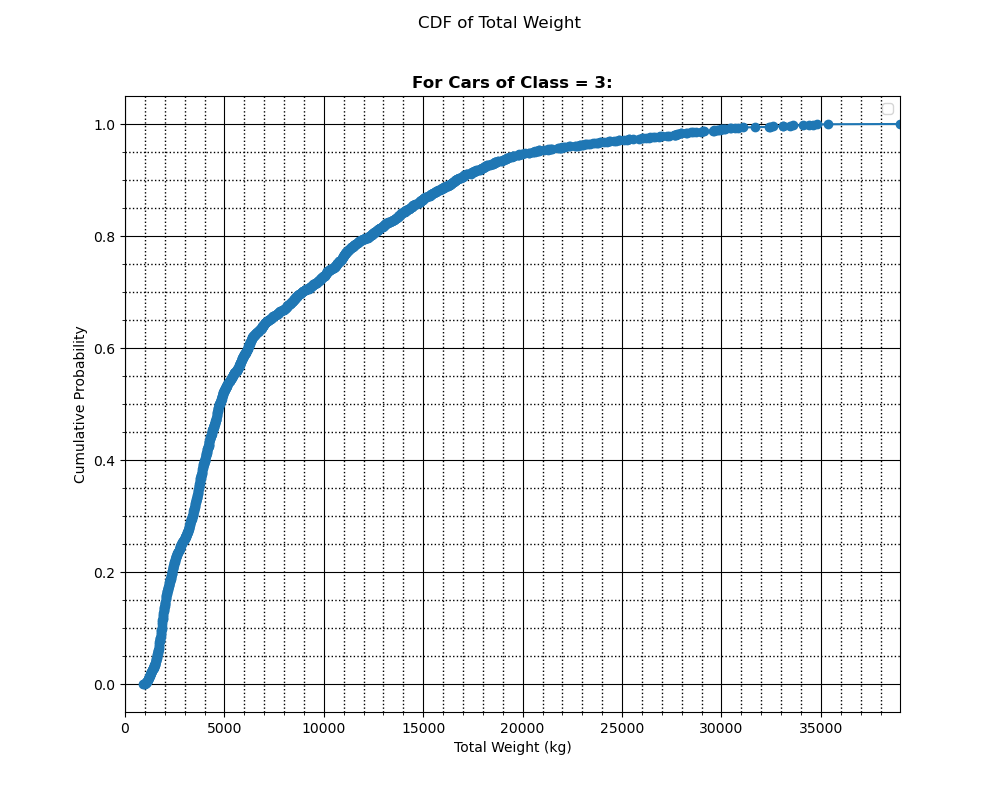 CDF of Total Weight
For Cars of Class = 3:
1.0
0.8
0.6
0.4
0.2
0.0
Cumulative Probability
0 5000 10000 15000 20000 25000 30000 35000
Total Weight (kg)